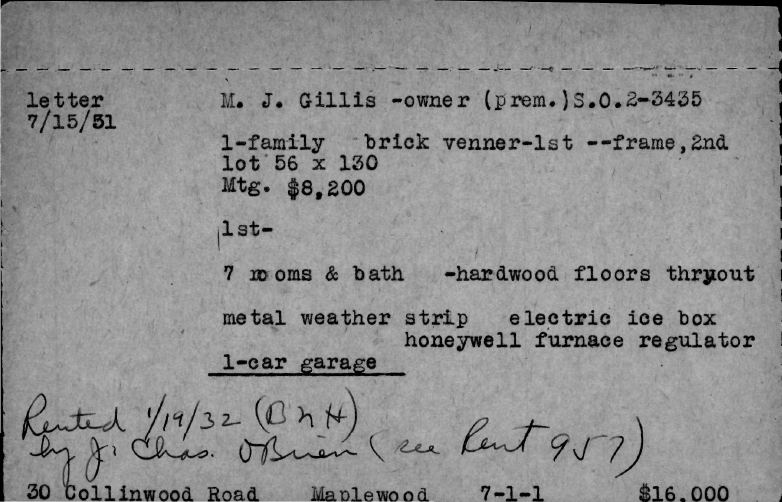 letter M. J. Gillis -owner (prem.)S.O.2-3435
7/15/31
1-family brick venner-1st --frame,2nd
lot 56 x 130
Mtg. $8,200
1st-
7 rooms & bath -hardwood floors thryout
metal weather strip electric ice box
honeywell furnace regulator
1-car garage
Rented 1/19/32 (B n H)
by J. Chas. O'Brien (see Rent 957)
30 Collinwood Road Maplewood 7-1-1 $16,000